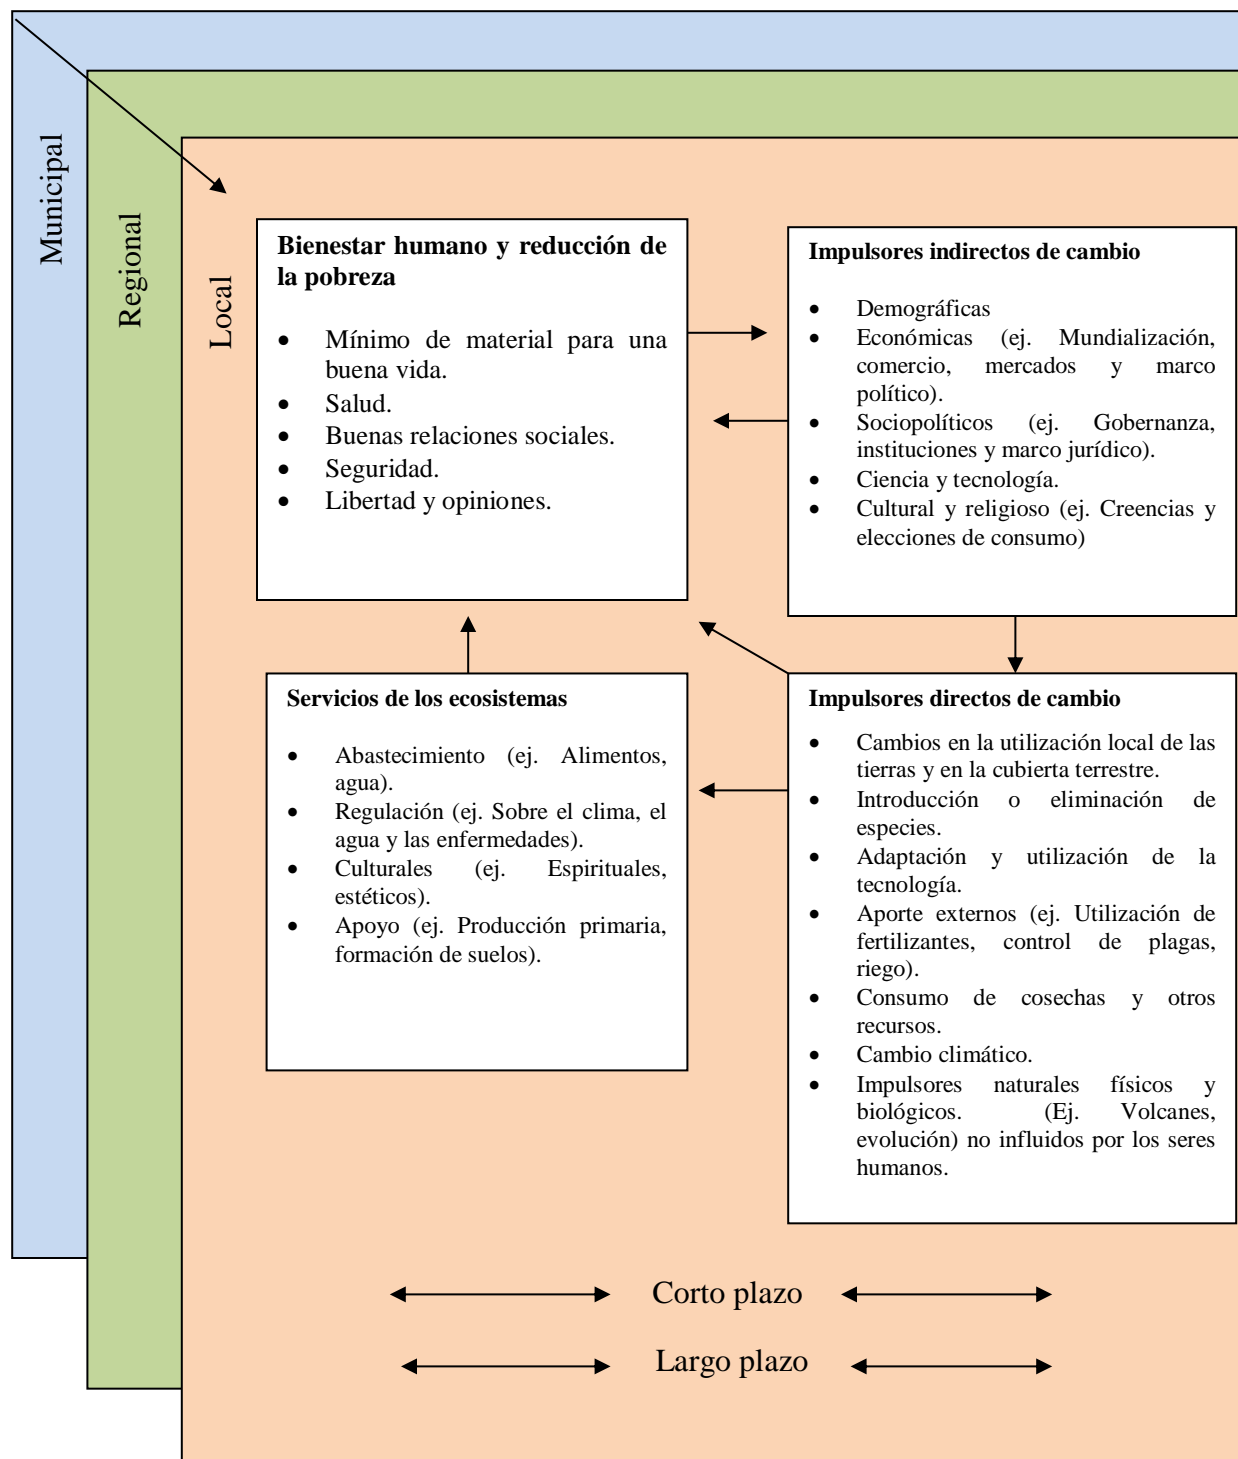 Municipal
Regional
Local
Bienestar humano y reducción de
la pobreza
• Mínimo de material para una
buena vida.
• Salud.
• Buenas relaciones sociales.
• Seguridad.
• Libertad y opiniones.
Impulsores indirectos de cambio
• Demográficas
• Económicas (ej. Mundialización,
comercio, mercados y marco
político).
• Sociopolíticos (ej. Gobernanza,
instituciones y marco jurídico).
• Ciencia y tecnología.
• Cultural y religioso (ej. Creencias y
elecciones de consumo)
Servicios de los ecosistemas
• Abastecimiento (ej. Alimentos,
agua).
• Regulación (ej. Sobre el clima, el
agua y las enfermedades).
• Culturales (ej. Espirituales,
estéticos).
• Apoyo (ej. Producción primaria,
formación de suelos).
Impulsores directos de cambio
• Cambios en la utilización local de las
tierras y en la cubierta terrestre.
• Introducción o eliminación de
especies.
• Adaptación y utilización de la
tecnología.
• Aporte externos (ej. Utilización de
fertilizantes, control de plagas,
riego).
• Consumo de cosechas y otros
recursos.
• Cambio climático.
• Impulsores naturales físicos y
biológicos. (Ej. Volcanes,
evolución) no influidos por los seres
humanos.
Corto plazo
Largo plazo